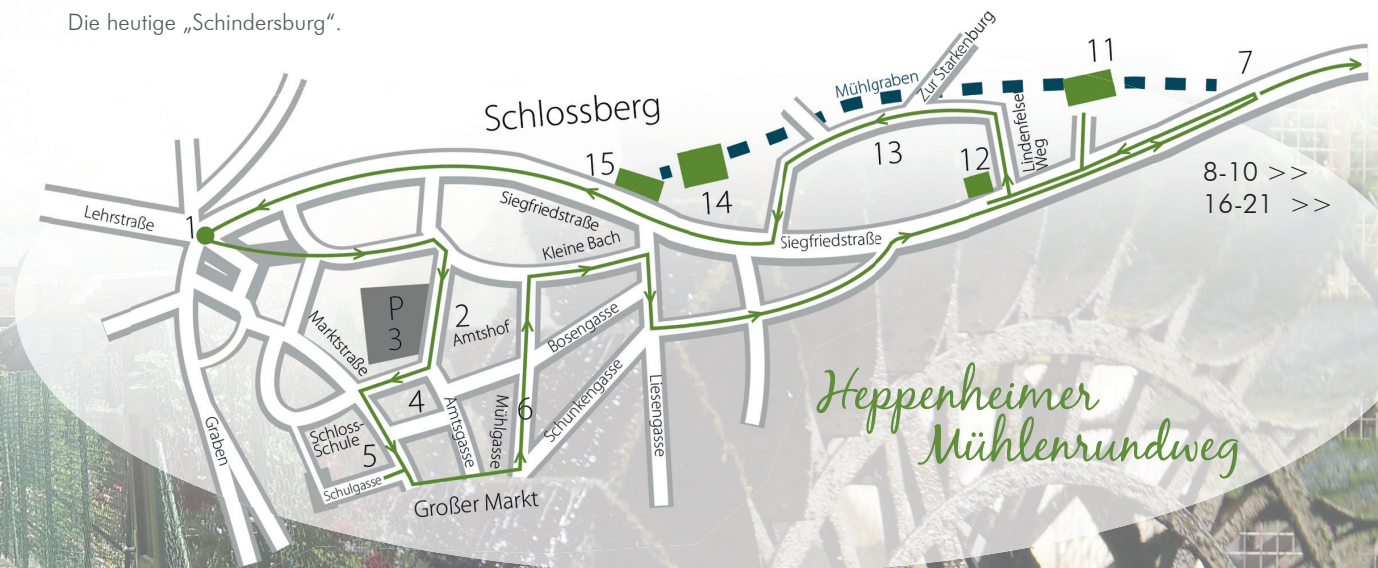 Die heutige „Schindersburg“.
Zur Starkenburg
11
7
Mühlgraben
Schlossberg
Lindenfelser
Weg
15
13
12
14
8-10 >>
16-21 >>
Lehrstraße
1
Siegfriedstraße
Siegfriedstraße
Kleine Bach
P
3
2
Amtshof
Marktstraße
Bosengasse
4
6
Amtsgasse
Mühlgasse
Schunkengasse
Liesengasse
Graben
Schloss-
Schule
5
Schulgasse
Großer Markt
Heppenheimer
Mühlenrundweg